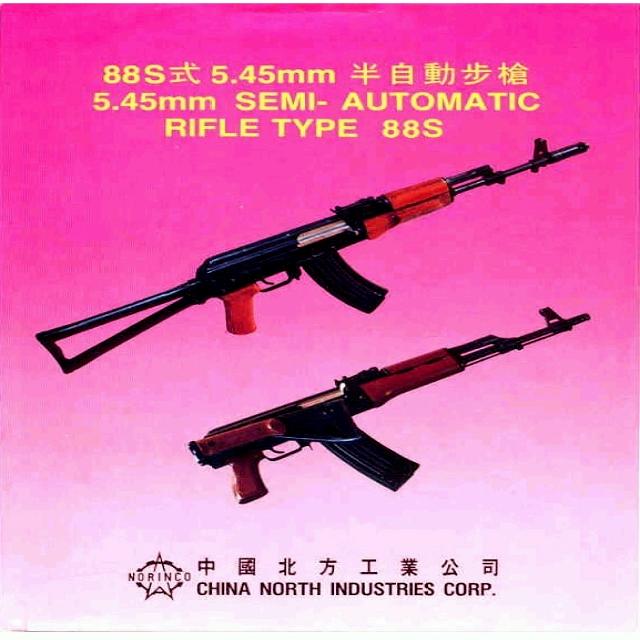 88S式 5.45mm 半自動步槍
5.45mm SEMI- AUTOMATIC
RIFLE TYPE 88S
NORINCO
中國北方工業公司
CHINA NORTH INDUSTRIES CORP.